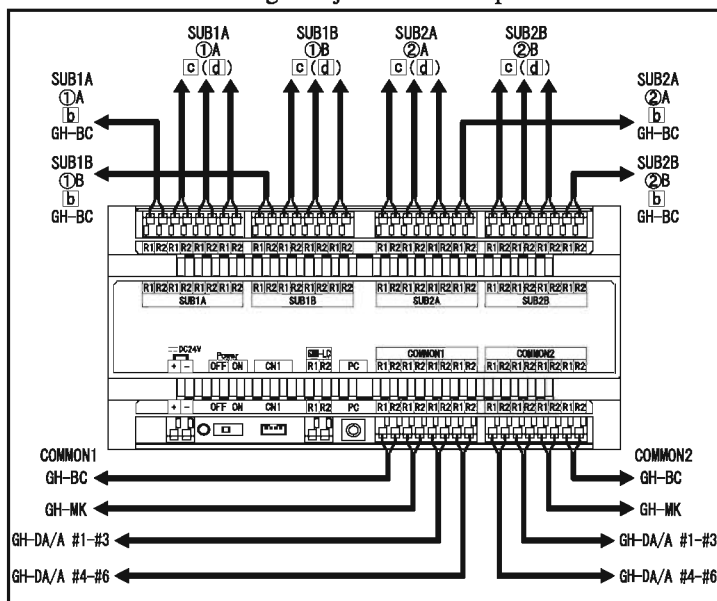 SUB1A
①A
c (d)
SUB1B
①B
c (d)
SUB2A
②A
c (d)
SUB2B
②B
c (d)
SUB1A
①A
b
GH-BC
SUB1B
①B
b
GH-BC
SUB2A
②A
b
GH-BC
SUB2B
②B
b
GH-BC
R1 R2 R1 R2 R1 R2 R1 R2 R1 R2 R1 R2 R1 R2 R1 R2 R1 R2 R1 R2 R1 R2 R1 R2 R1 R2 R1 R2 R1 R2 R1 R2
R1 R2 R1 R2 R1 R2 R1 R2 R1 R2 R1 R2 R1 R2 R1 R2 R1 R2 R1 R2 R1 R2 R1 R2 R1 R2 R1 R2 R1 R2 R1 R2
SUB1A SUB1B SUB2A SUB2B
DC24V Power COMMON1 COMMON2
+ - OFF ON CN1 R1 R2 PC R1 R2 R1 R2 R1 R2 R1 R2 R1 R2 R1 R2 R1 R2 R1 R2
+ - OFF ON CN1 R1 R2 PC R1 R2 R1 R2 R1 R2 R1 R2 R1 R2 R1 R2 R1 R2 R1 R2
COMMON1
GH-BC
GH-MK
GH-DA/A #1-#3
GH-DA/A #4-#6
COMMON2
GH-BC
GH-MK
GH-DA/A #1-#3
GH-DA/A #4-#6